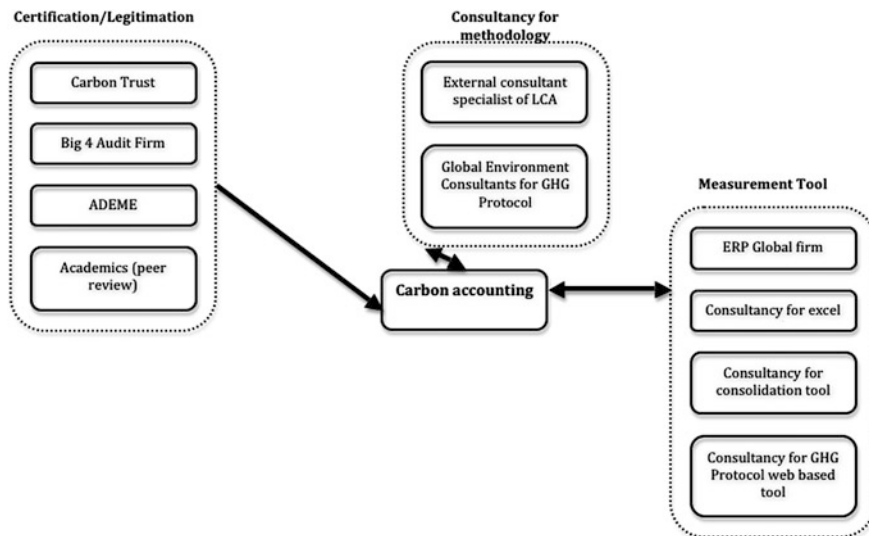 Certification/Legitimation
Carbon Trust
Big 4 Audit Firm
ADEME
Academics (peer
review)
Consultancy for
methodology
External consultant
specialist of LCA
Global Environment
Consultants for GHG
Protocol
Carbon accounting
Measurement Tool
ERP Global firm
Consultancy for excel
Consultancy for
consolidation tool
Consultancy for GHG
Protocol web based
tool